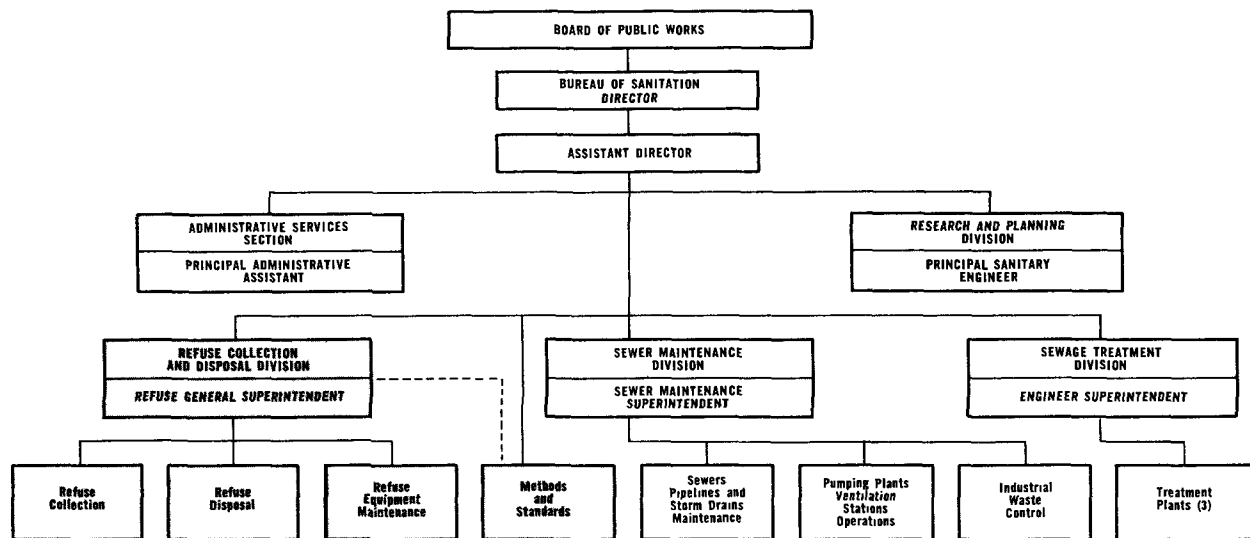 BOARD OF PUBLIC WORKS
BUREAU OF SANITATION
DIRECTOR
ASSISTANT DIRECTOR
ADMINISTRATIVE SERVICES
SECTION
PRINCIPAL ADMINISTRATIVE
ASSISTANT
RESEARCH AND PLANNING
DIVISION
PRINCIPAL SANITARY
ENGINEER
REFUSE COLLECTION
AND DISPOSAL DIVISION
REFUSE GENERAL SUPERINTENDENT
SEWER MAINTENANCE
DIVISION
SEWER MAINTENANCE
SUPERINTENDENT
SEWAGE TREATMENT
DIVISION
ENGINEER SUPERINTENDENT
Refuse
Collection
Refuse
Disposal
Refuse
Equipment
Maintenance
Methods
and
Standards
Sewers
Pipelines and
Storm Drains
Maintenance
Pumping Plants
Ventilation
Stations
Operations
Industrial
Waste
Control
Treatment
Plants (3)